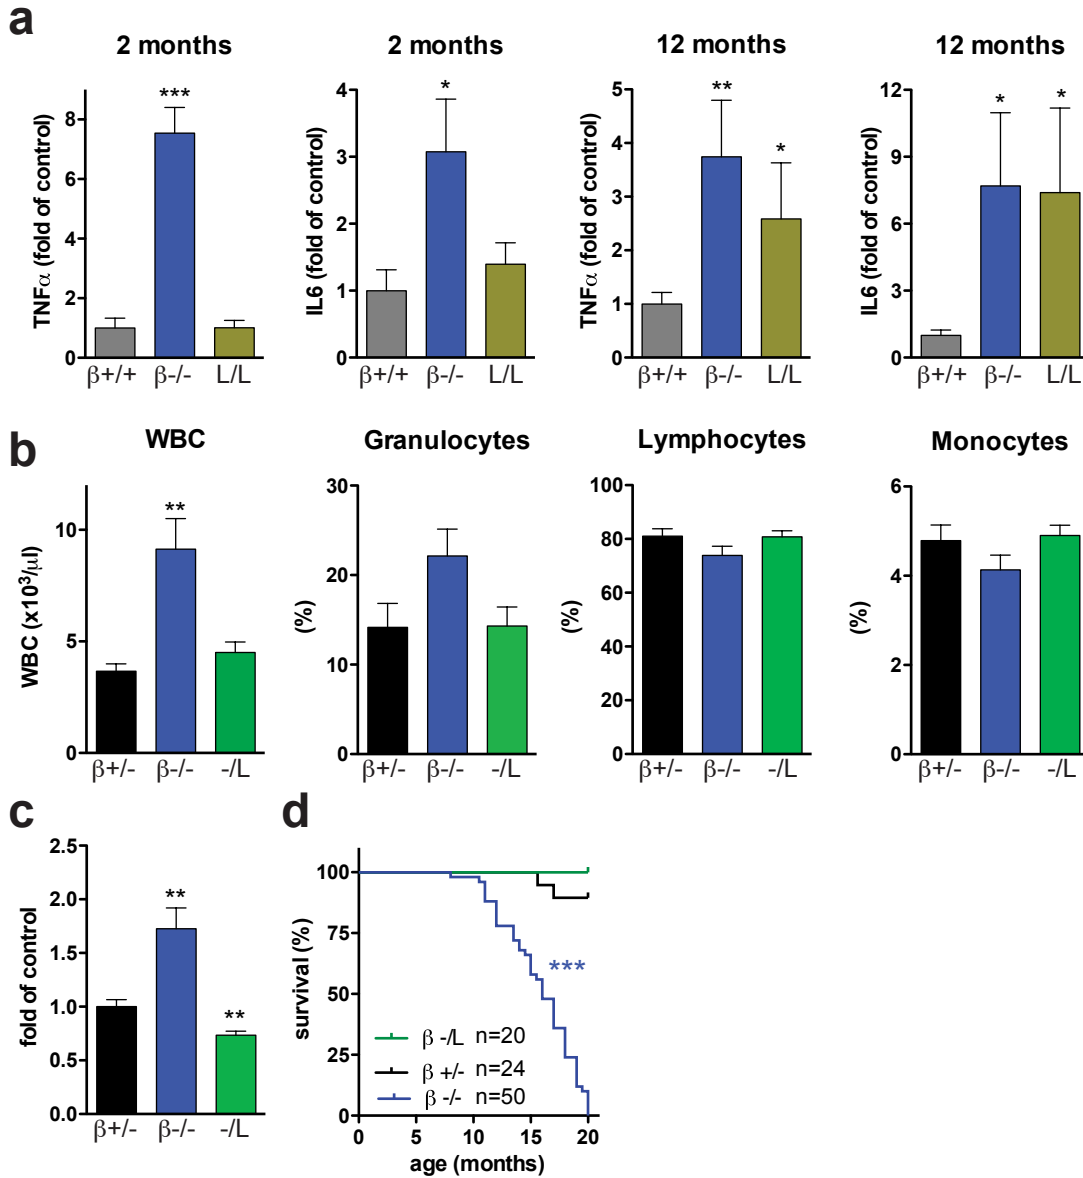 a
2 months
2 months
12 months
12 months
TNFα (fold of control)
8
6
4
2
0
***
β+/+ β-/- L/L
IL6 (fold of control)
4
3
2
1
0
*
β+/+ β-/- L/L
TNFα (fold of control)
5
4
3
2
1
0
**
*
β+/+ β-/- L/L
IL6 (fold of control)
12
9
6
3
0
*
*
β+/+ β-/- L/L
b
WBC
Granulocytes
Lymphocytes
Monocytes
WBC (x10³/μl)
10
5
0
**
β+/- β-/- -/L
(%)
30
20
10
0
β+/- β-/- -/L
(%)
100
80
60
40
20
0
β+/- β-/- -/L
(%)
6
4
2
0
β+/- β-/- -/L
c
fold of control
2.5
2.0
1.5
1.0
0.5
0.0
**
**
β+/- β-/- -/L
d
survival (%)
100
75
50
25
0
***
β -/L n=20
β +/- n=24
β -/- n=50
0 5 10 15 20
age (months)